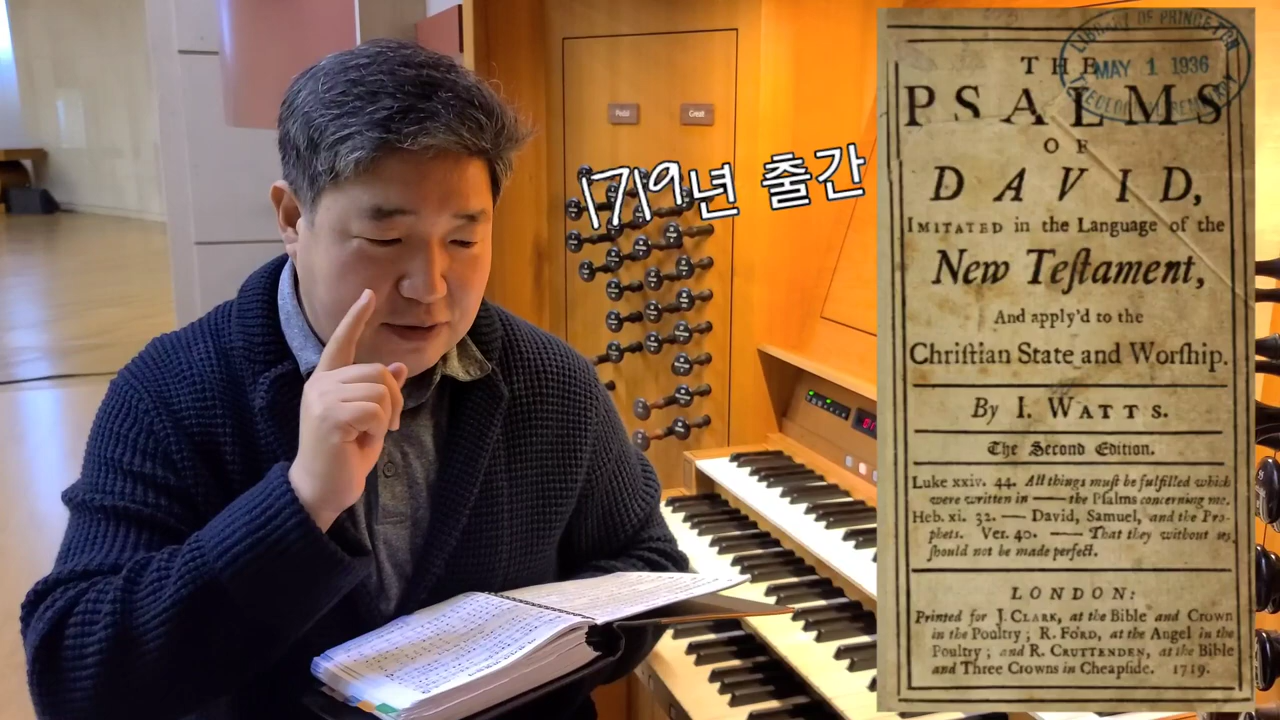 Pedal
Great
1719년 출간
LIBRARY OF PRINCETON
MAY 1 1936
THEOLOGICAL SEMINARY
THE
PSALMS
OF
DAVID,
IMITATED in the Language of the
New Teſtament,
And apply'd to the
Chriſtian State and Worſhip.
By I. WATTS.
The Second Edition.
Luke xxiv. 44. All things muſt be fulfilled which
were written in — the Pſalms concerning me.
Heb. xi. 32. — David, Samuel, and the Pro-
phets. Ver. 40. — That they without us
ſhould not be made perfect.
LONDON:
Printed for J. CLARK, at the Bible and Crown
in the Poultry; R. FORD, at the Angel in the
Poultry; and R. CRUTTENDEN, at the Bible
and Three Crowns in Cheapſide. 1719.